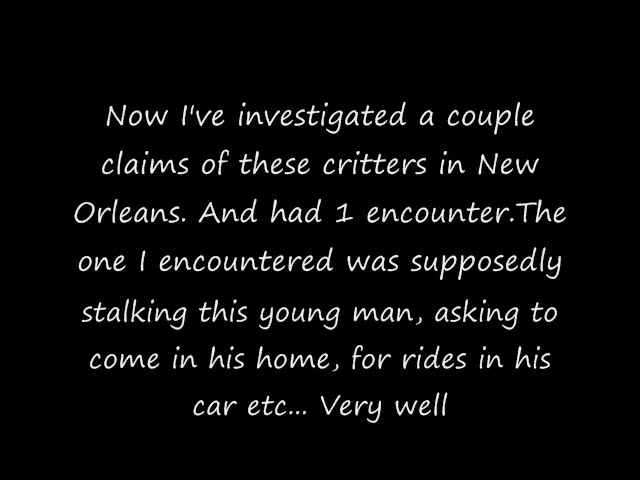 Now I've investigated a couple
claims of these critters in New
Orleans. And had 1 encounter.The
one I encountered was supposedly
stalking this young man, asking to
come in his home, for rides in his
car etc... Very well